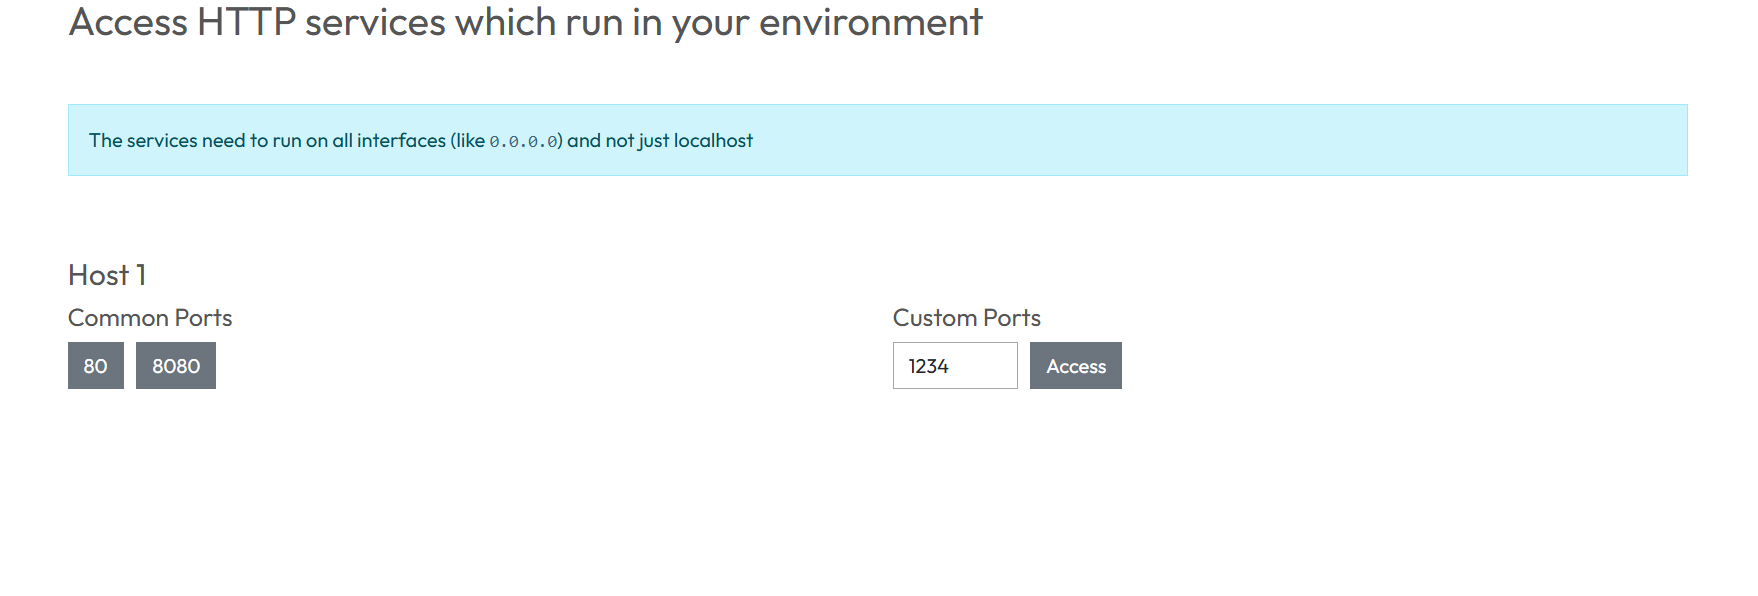 Access HTTP services which run in your environment
The services need to run on all interfaces (like 0.0.0.0) and not just localhost
Host 1
Common Ports
80 8080
Custom Ports
1234 Access